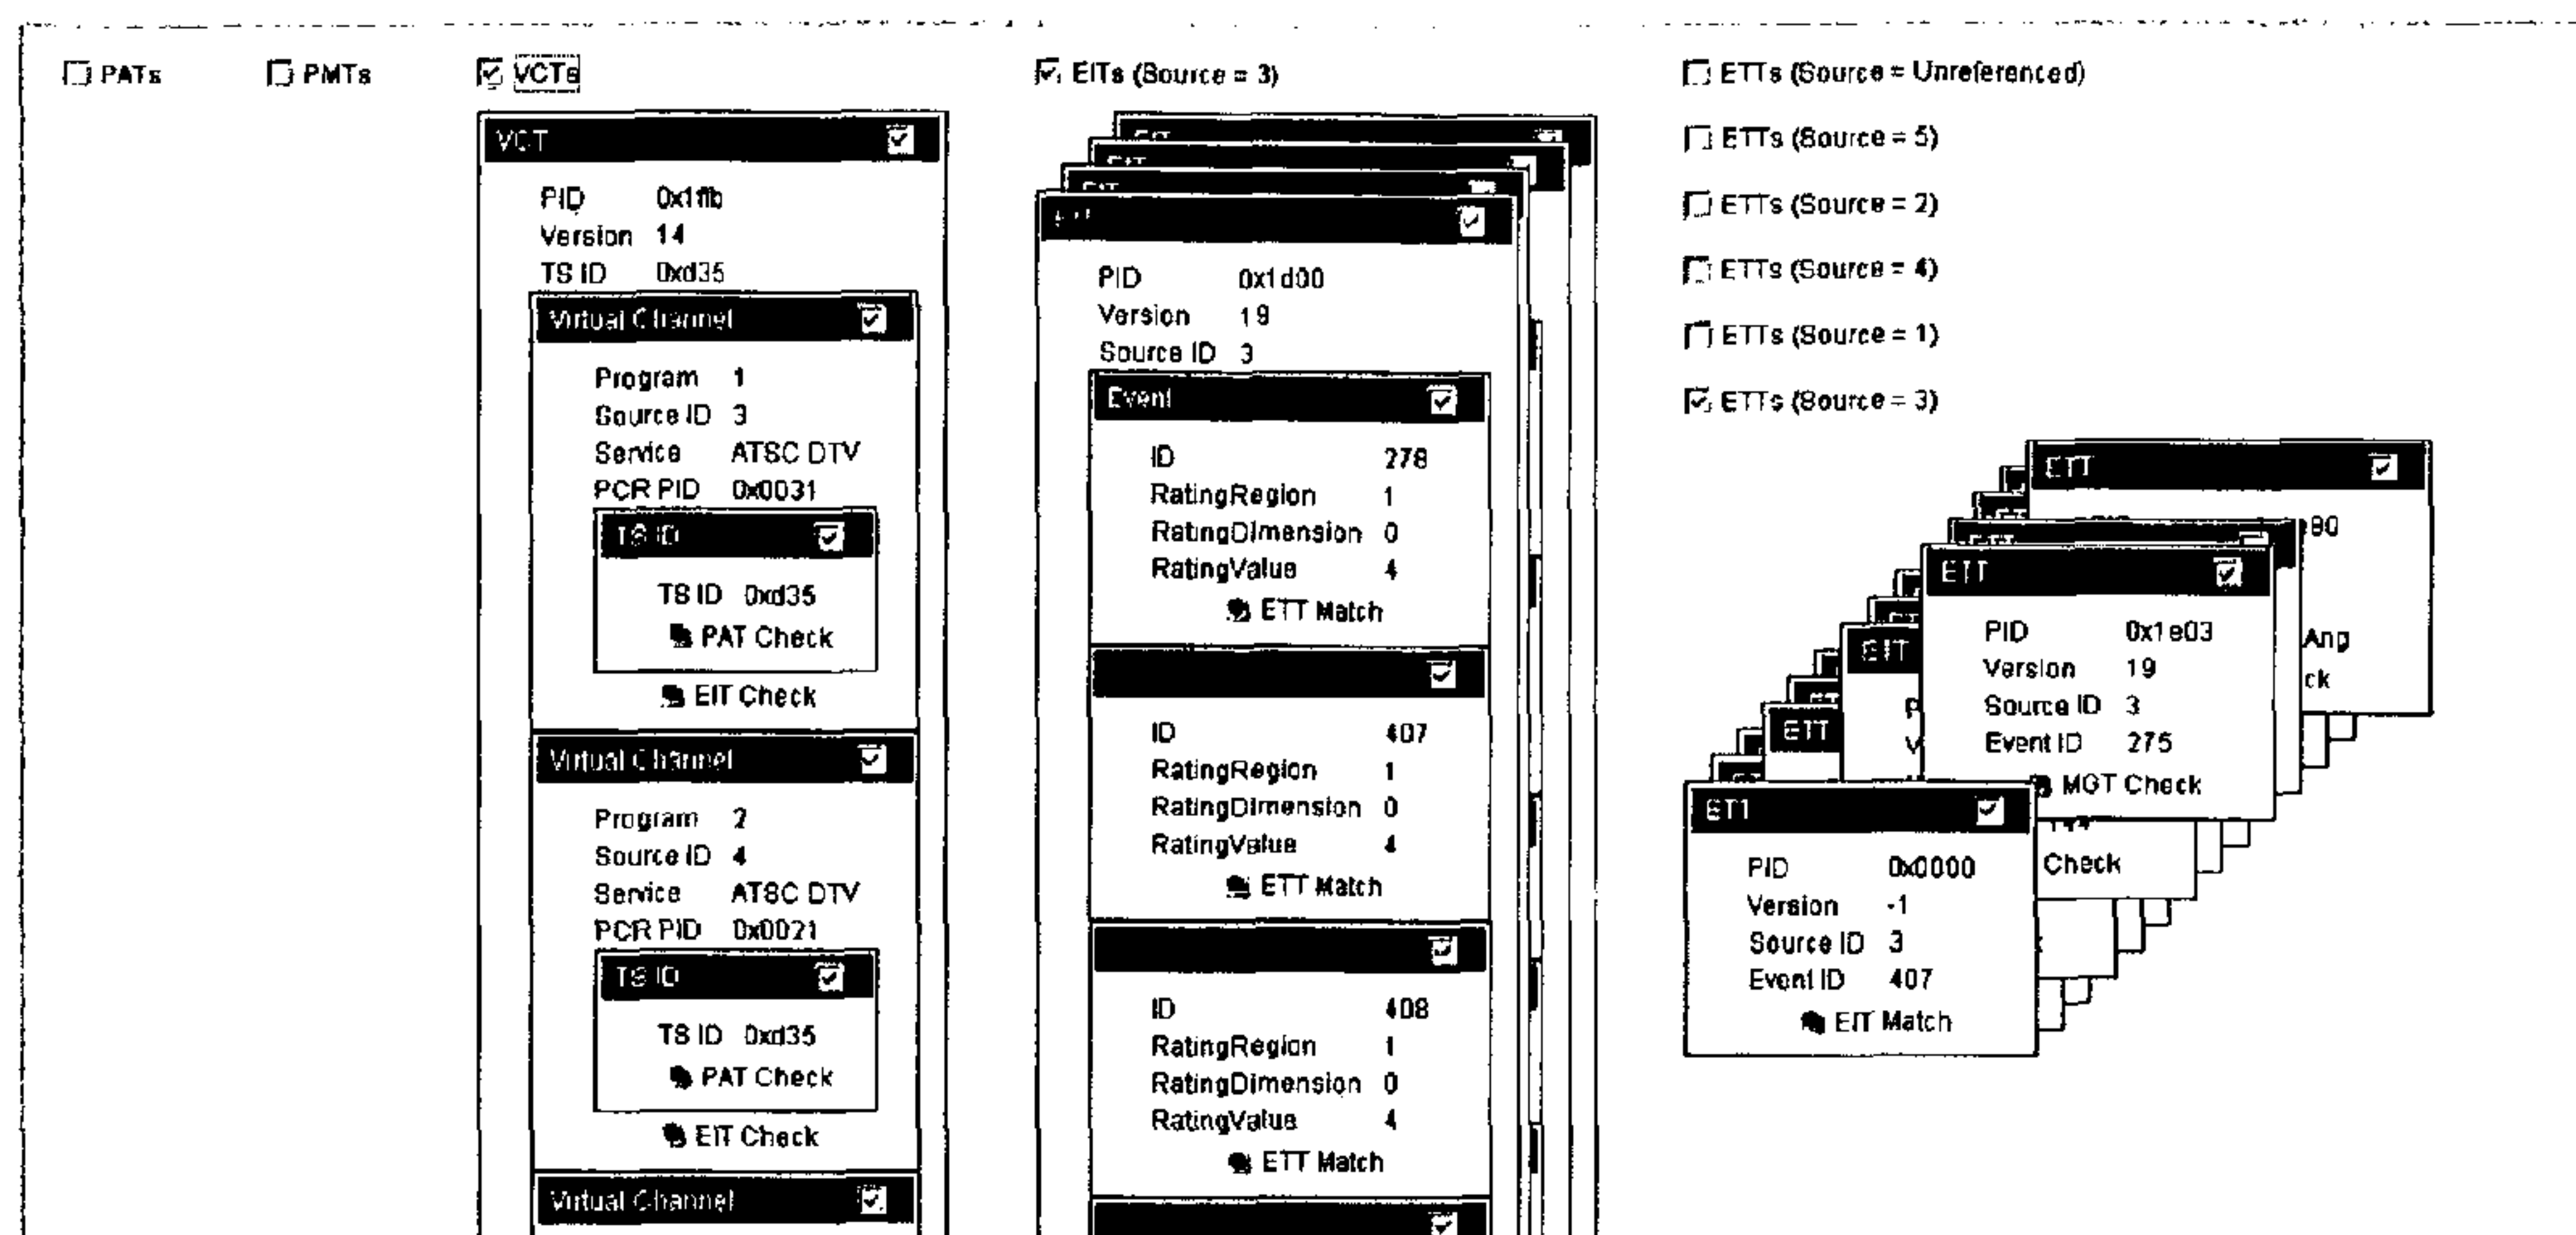 PATs
PMTs
VCTs
EITs (Source = 3)
ETTs (Source = Unreferenced)
ETTs (Source = 5)
ETTs (Source = 2)
ETTs (Source = 4)
ETTs (Source = 1)
ETTs (Source = 3)
VCT
PID 0x1ffb
Version 14
TS ID 0xd35
Virtual Channel
Program 1
Source ID 3
Service ATSC DTV
PCR PID 0x0031
TS ID
TS ID 0xd35
PAT Check
EIT Check
Virtual Channel
Program 2
Source ID 4
Service ATSC DTV
PCR PID 0x0021
TS ID
TS ID 0xd35
PAT Check
EIT Check
Virtual Channel
PID 0x1d00
Version 19
Source ID 3
Event
ID 278
RatingRegion 1
RatingDimension 0
RatingValue 4
ETT Match
ID 407
RatingRegion 1
RatingDimension 0
RatingValue 4
ETT Match
ID 408
RatingRegion 1
RatingDimension 0
RatingValue 4
ETT Match
ETT
ETT
PID 0x1e03
Version 19
Source ID 3
Event ID 275
MGT Check
ETT
Check
ETT
PID 0x0000
Version -1
Source ID 3
Event ID 407
EIT Match